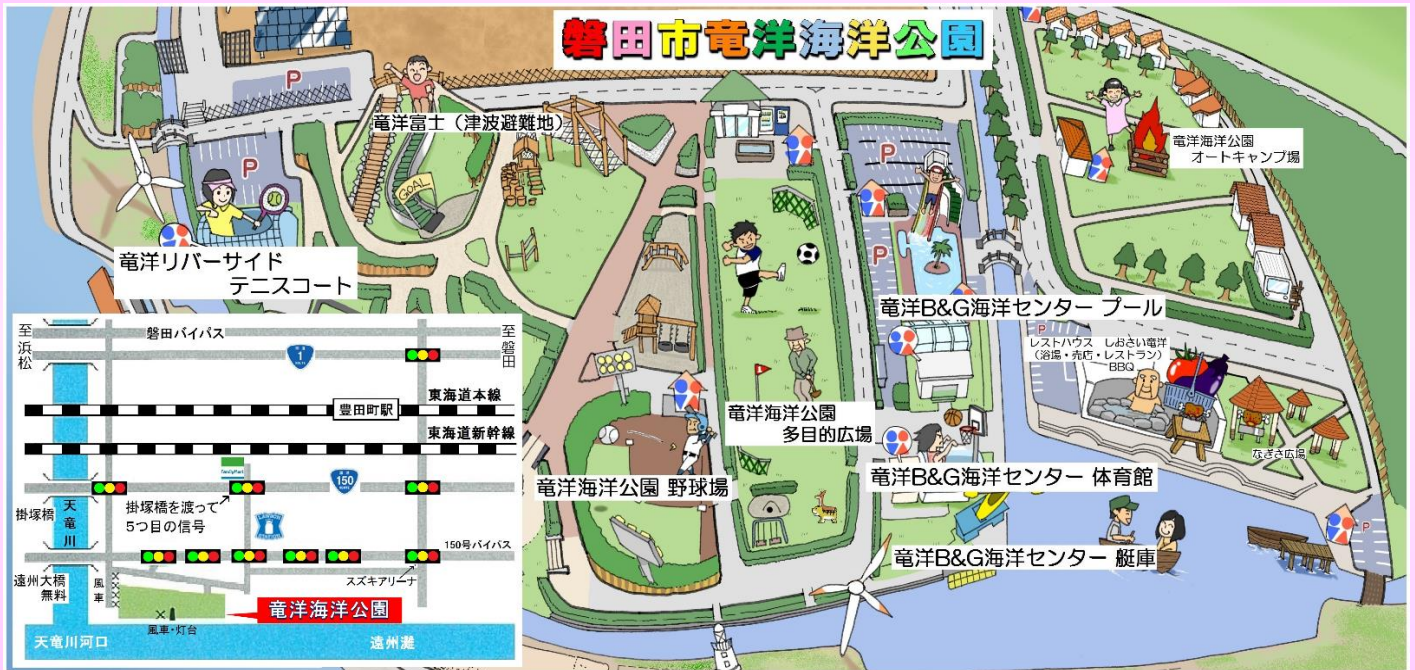 磐田市竜洋海洋公園
P
竜洋富士（津波避難地）
GOAL
P
竜洋リバーサイド
テニスコート
P
P
竜洋海洋公園
オートキャンプ場
竜洋B&G海洋センター プール
P
レストハウス しおさい竜洋
（浴場・売店・レストラン）
BBQ
なぎさ広場
竜洋海洋公園
多目的広場
竜洋海洋公園 野球場
竜洋B&G海洋センター 体育館
竜洋B&G海洋センター 艇庫
P
至浜松
磐田バイパス
至磐田
1
東海道本線
豊田町駅
東海道新幹線
FamilyMart
150
掛塚橋
天竜川
掛塚橋を渡って
5つ目の信号
150号バイパス
スズキアリーナ
遠州大橋
無料
風車
竜洋海洋公園
風車・灯台
天竜川河口
遠州灘